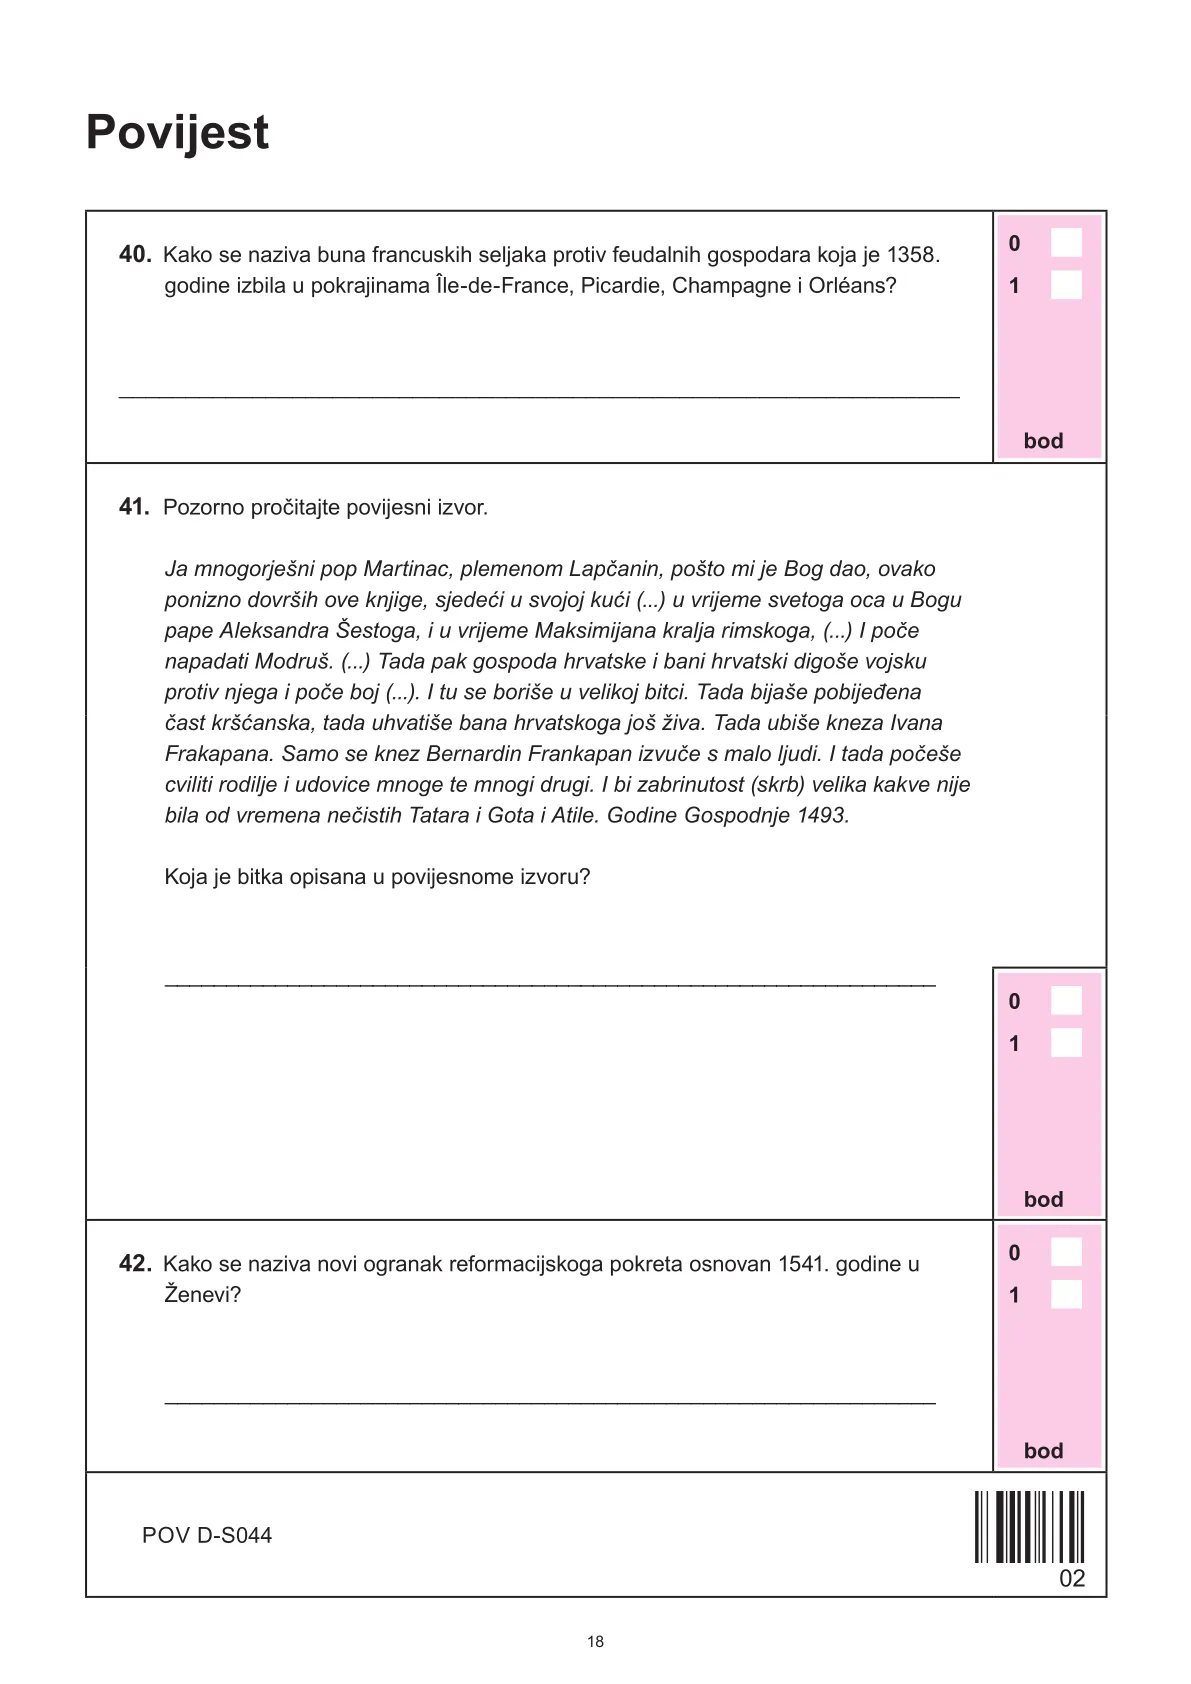 Povijest
40. Kako se naziva buna francuskih seljaka protiv feudalnih gospodara koja je 1358.
godine izbila u pokrajinama Île-de-France, Picardie, Champagne i Orléans?
0
1
bod
41. Pozorno pročitajte povijesni izvor.
Ja mnogorješni pop Martinac, plemenom Lapčanin, pošto mi je Bog dao, ovako
ponizno dovrših ove knjige, sjedeći u svojoj kući (...) u vrijeme svetoga oca u Bogu
pape Aleksandra Šestoga, i u vrijeme Maksimijana kralja rimskoga, (...) I poče
napadati Modruš. (...) Tada pak gospoda hrvatske i bani hrvatski digoše vojsku
protiv njega i poče boj (...). I tu se boriše u velikoj bitci. Tada bijaše pobijeđena
čast kršćanska, tada uhvatiše bana hrvatskoga još živa. Tada ubiše kneza Ivana
Frakapana. Samo se knez Bernardin Frankapan izvuče s malo ljudi. I tada počeše
cviliti rodilje i udovice mnoge te mnogi drugi. I bi zabrinutost (skrb) velika kakve nije
bila od vremena nečistih Tatara i Gota i Atile. Godine Gospodnje 1493.
Koja je bitka opisana u povijesnome izvoru?
0
1
bod
42. Kako se naziva novi ogranak reformacijskoga pokreta osnovan 1541. godine u
Ženevi?
0
1
bod
POV D-S044
02
18